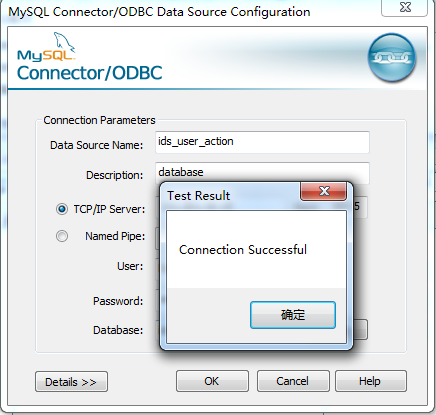 MySQL Connector/ODBC Data Source Configuration
MySQL
Connector/ODBC
Connection Parameters
Data Source Name: ids_user_action
Description: database
TCP/IP Server:
Named Pipe:
User:
Password:
Database:
Test Result
Connection Successful
确定
Details >> OK Cancel Help